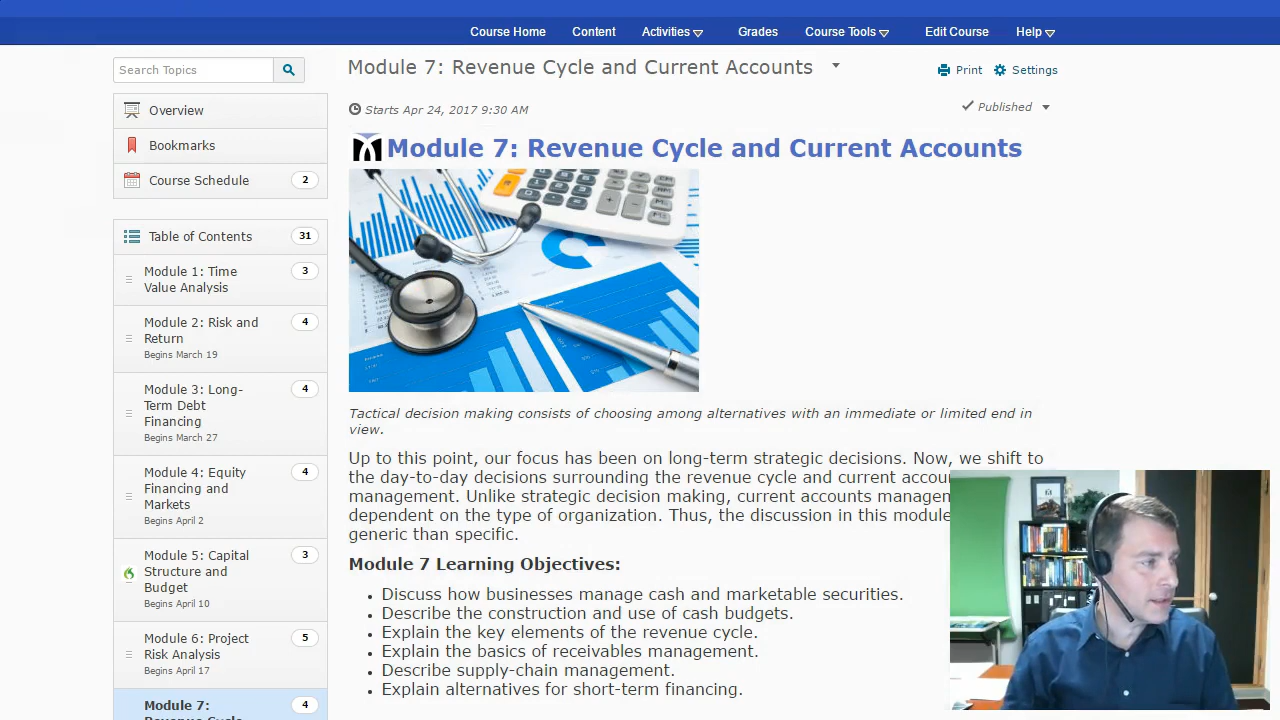 Course Home Content Activities Grades Course Tools Edit Course Help
Search Topics
Overview
Bookmarks
Course Schedule 2
Table of Contents 31
Module 1: Time 3
Value Analysis
Module 2: Risk and 4
Return
Begins March 19
Module 3: Long- 4
Term Debt
Financing
Begins March 27
Module 4: Equity 4
Financing and
Markets
Begins April 2
Module 5: Capital 3
Structure and
Budget
Begins April 10
Module 6: Project 5
Risk Analysis
Begins April 17
Module 7: 4
Module 7: Revenue Cycle and Current Accounts
Print Settings
Starts Apr 24, 2017 9:30 AM
Published
Module 7: Revenue Cycle and Current Accounts
Tactical decision making consists of choosing among alternatives with an immediate or limited end in
view.
Up to this point, our focus has been on long-term strategic decisions. Now, we shift to
the day-to-day decisions surrounding the revenue cycle and current accou
management. Unlike strategic decision making, current accounts managem
dependent on the type of organization. Thus, the discussion in this module
generic than specific.
Module 7 Learning Objectives:
Discuss how businesses manage cash and marketable securities.
Describe the construction and use of cash budgets.
Explain the key elements of the revenue cycle.
Explain the basics of receivables management.
Describe supply-chain management.
Explain alternatives for short-term financing.